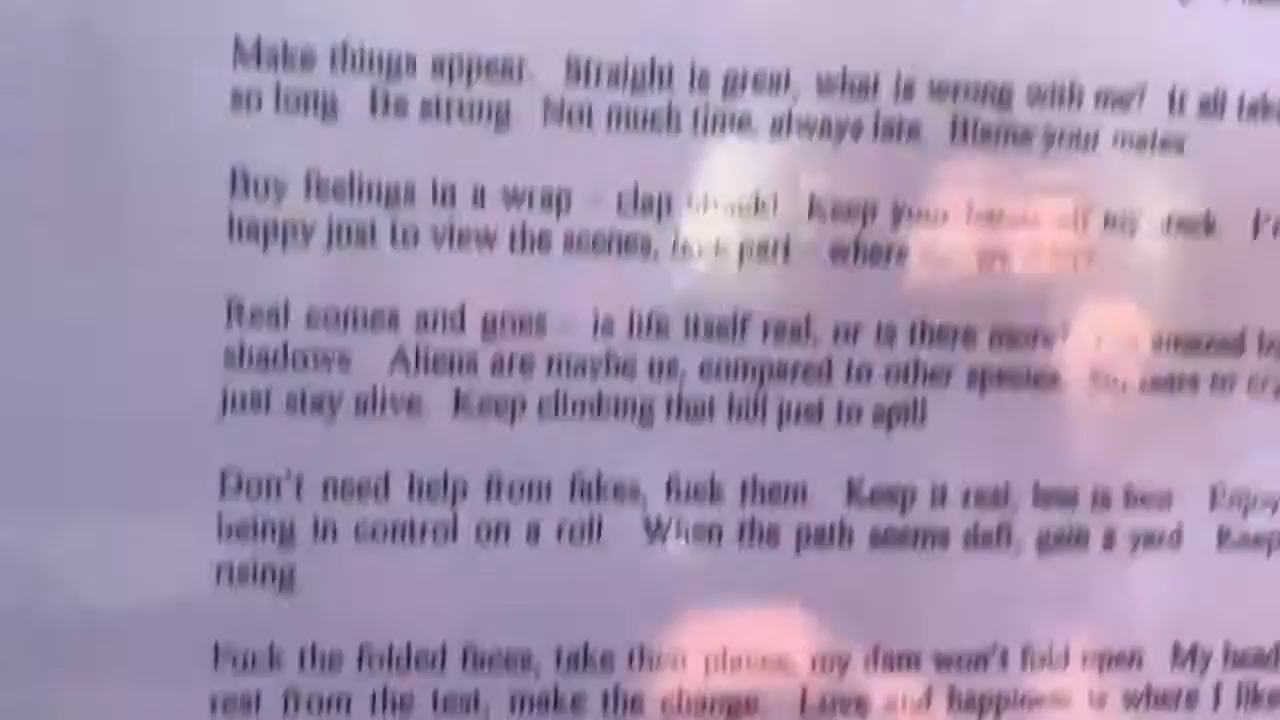 Make things appear. Straight is great, what is wrong with me? It all
so long. Be strong. Not much time, always late. Blame your mates
Buy feelings in a wrap - clap Keep your off my I'm
happy just to view the scenes, part - where
Real comes and goes - is life itself real, or is there more? amazed
shadows. Aliens are maybe us, compared to other species. to
just stay alive. Keep climbing that hill just to spill
Don't need help from fakes, fuck them. Keep it real, less is Enjoy
being in control on a roll. When the path seems daft, gain a yard. Keep
rising
Fuck the folded faces, take their places, my won't fold open. My head
rest from the test, make the change. Love and happiness is where I like